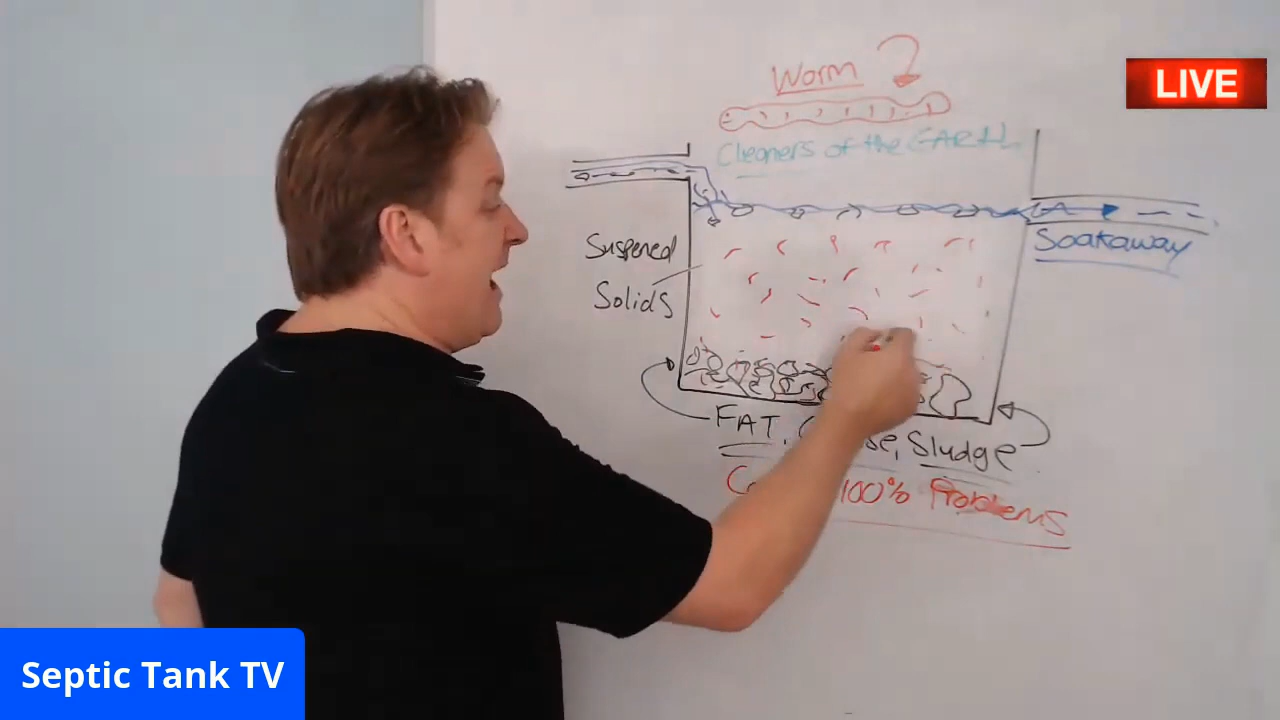 Worm ?
LIVE
Cleaners of the EARTH
Suspened
Solids
Soakaway
FAT, Sludge
100% Problems
Septic Tank TV